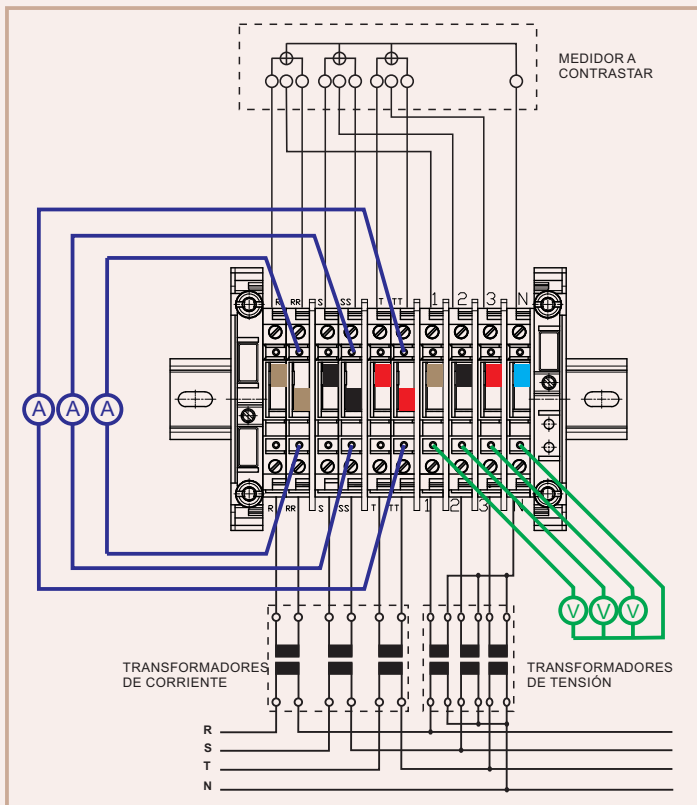 MEDIDOR A
CONTRASTAR
R RR S SS T TT 1 2 3 N
A A A
R RR S SS T TT 1 2 3 N
V V V
TRANSFORMADORES
DE CORRIENTE
TRANSFORMADORES
DE TENSIÓN
R
S
T
N